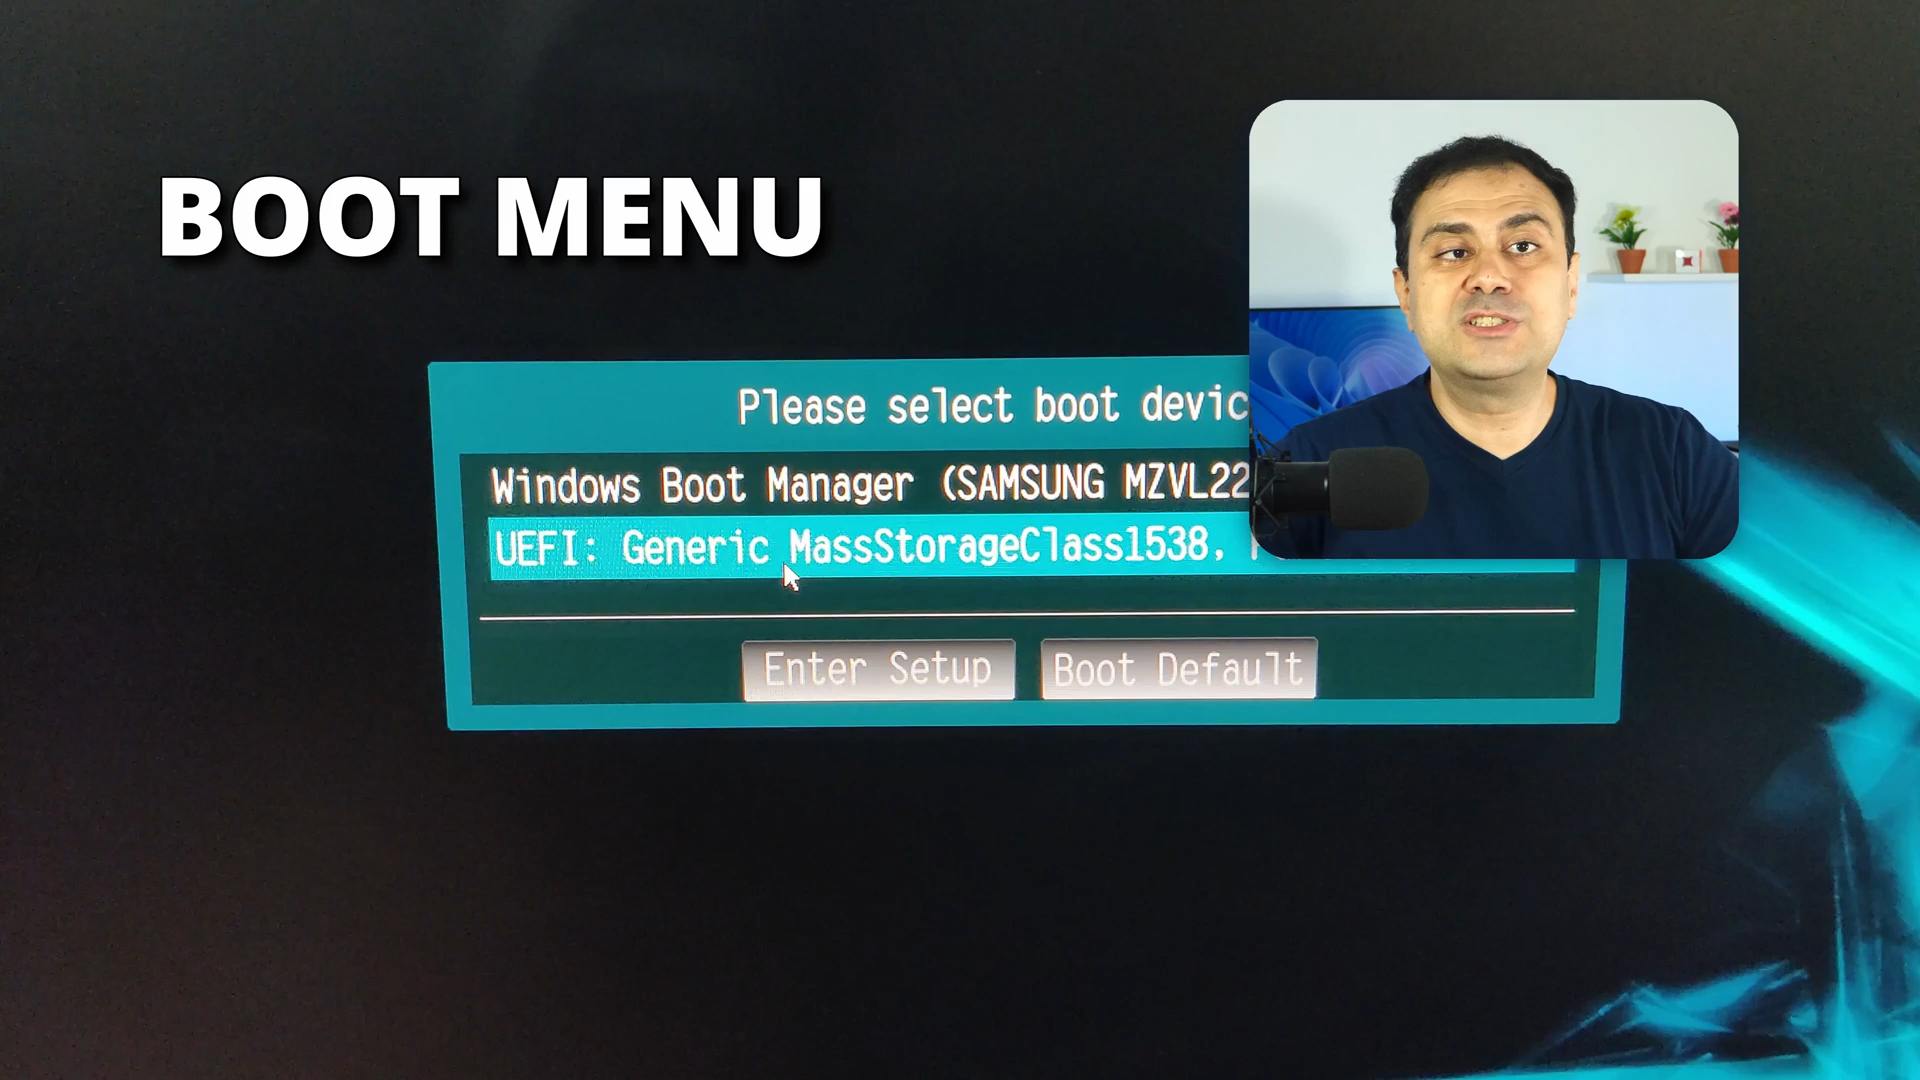 BOOT MENU
Please select boot devic
Windows Boot Manager (SAMSUNG MZVL22
UEFI: Generic MassStorageClass1538,
Enter Setup
Boot Default